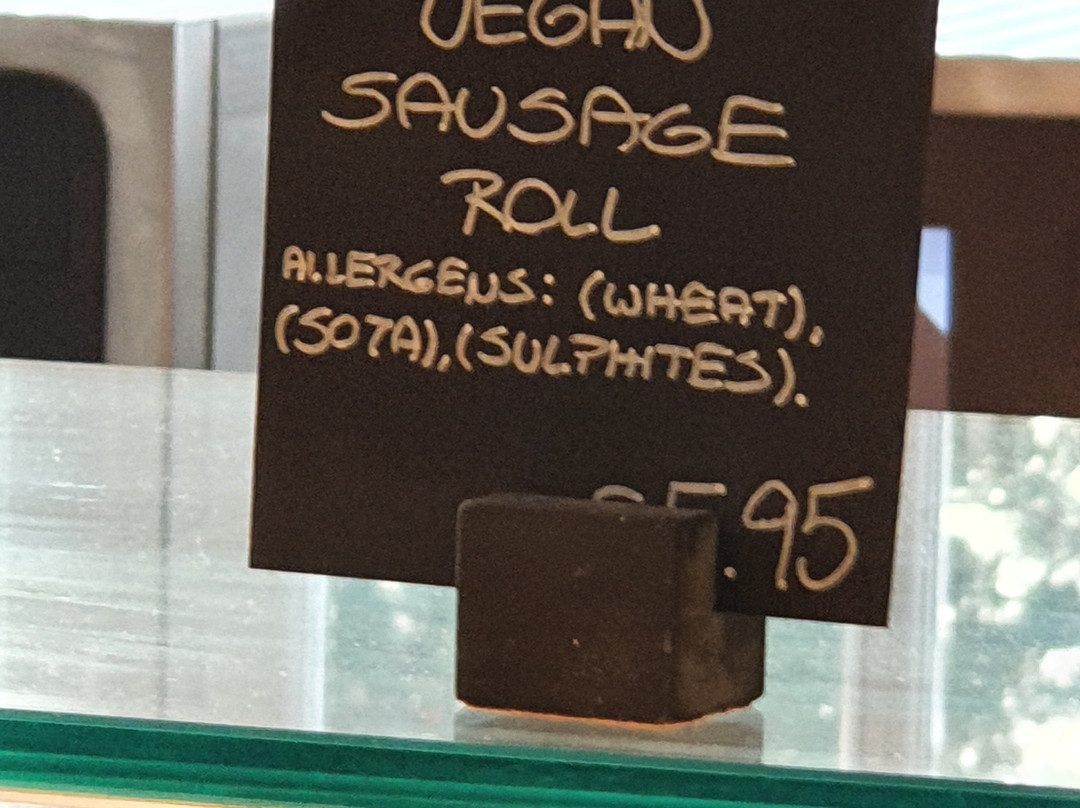 VEGAN
SAUSAGE
ROLL
ALLERGENS: (WHEAT),
(SOYA), (SULPHITES).
.95